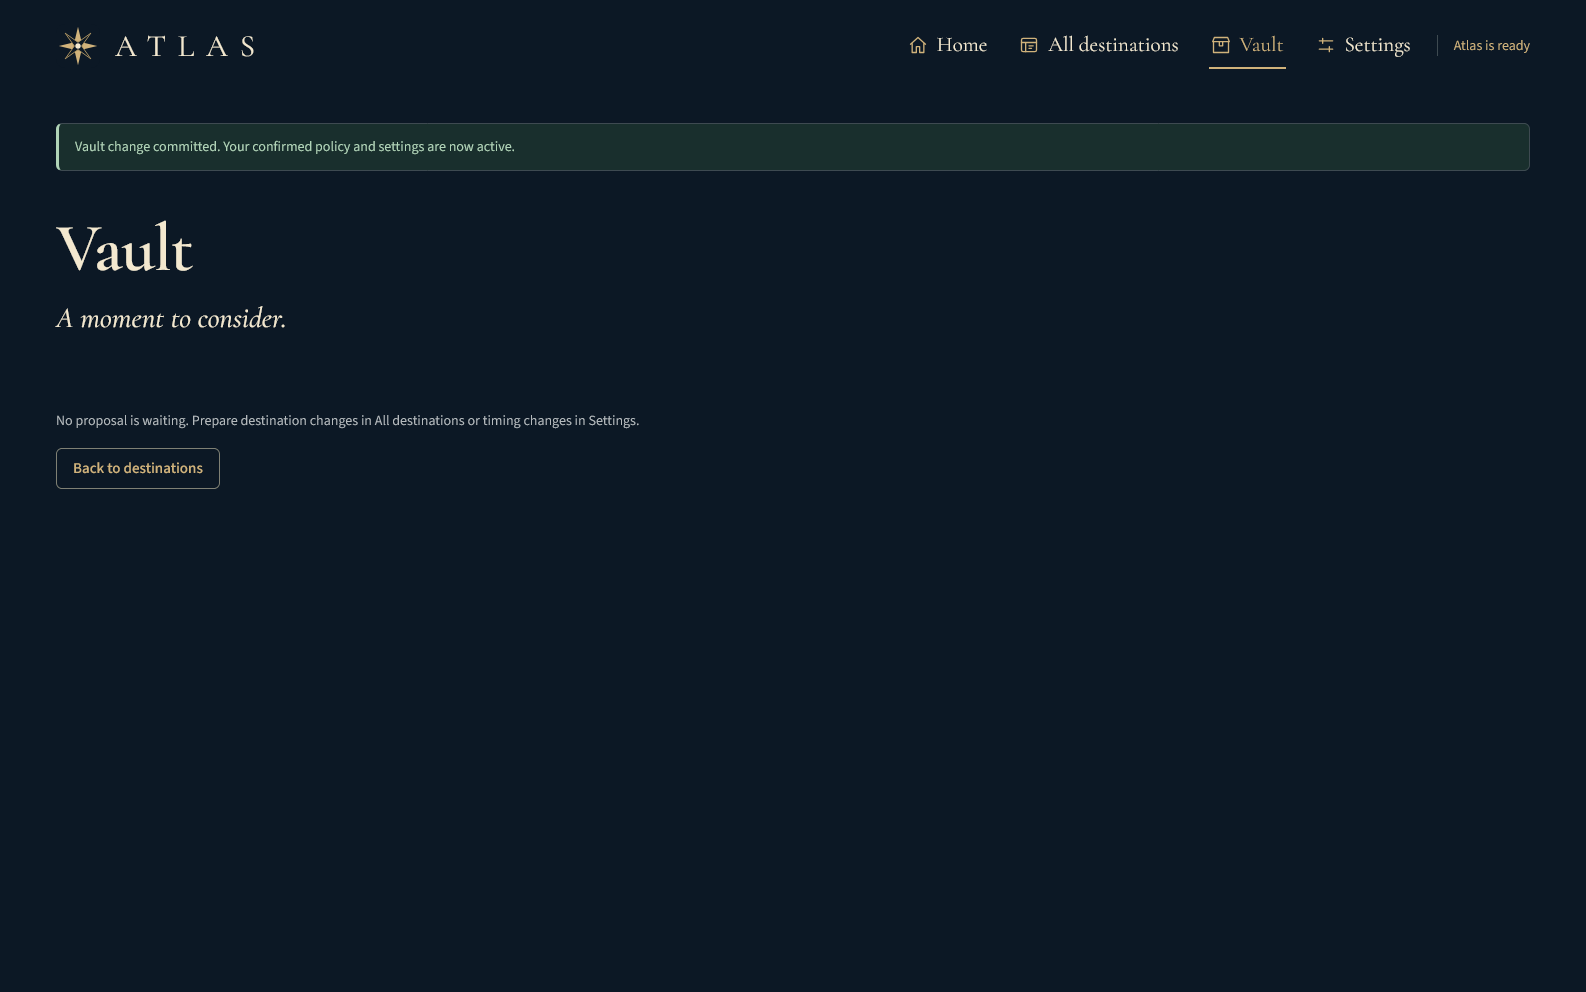 ATLAS
Home
All destinations
Vault
Settings
Atlas is ready
Vault change committed. Your confirmed policy and settings are now active.
Vault
A moment to consider.
No proposal is waiting. Prepare destination changes in All destinations or timing changes in Settings.
Back to destinations